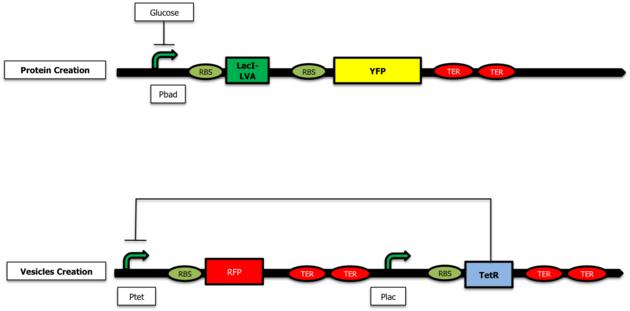 Glucose
Protein Creation
RBS
LacI-
LVA
RBS
YFP
TER
TER
Pbad
Vesicles Creation
RBS
RFP
TER
TER
RBS
TetR
TER
TER
Ptet
Plac